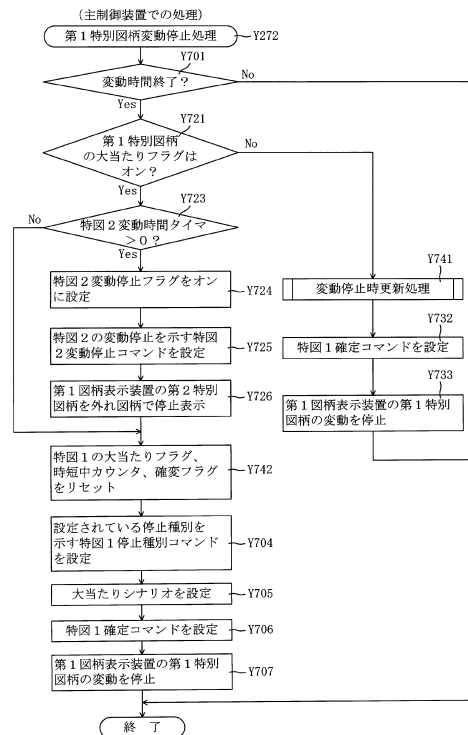 (主制御装置での処理)
第1特別図柄変動停止処理
Y272
Y701
変動時間終了?
No
Yes
Y721
第1特別図柄
の大当たりフラグは
オン?
No
Yes
Y723
No
特図2変動時間タイマ
>0?
Yes
特図2変動停止フラグをオン
に設定
Y724
特図2の変動停止を示す特図
2変動停止コマンドを設定
Y725
第1図柄表示装置の第2特別
図柄を外れ図柄で停止表示
Y726
Y741
変動停止時更新処理
Y732
特図1確定コマンドを設定
Y733
第1図柄表示装置の第1特別
図柄の変動を停止
特図1の大当たりフラグ、
時短中カウンタ、確変フラグ
をリセット
Y742
設定されている停止種別を
示す特図1停止種別コマンド
を設定
Y704
大当たりシナリオを設定
Y705
特図1確定コマンドを設定
Y706
第1図柄表示装置の第1特別
図柄の変動を停止
Y707
終 了